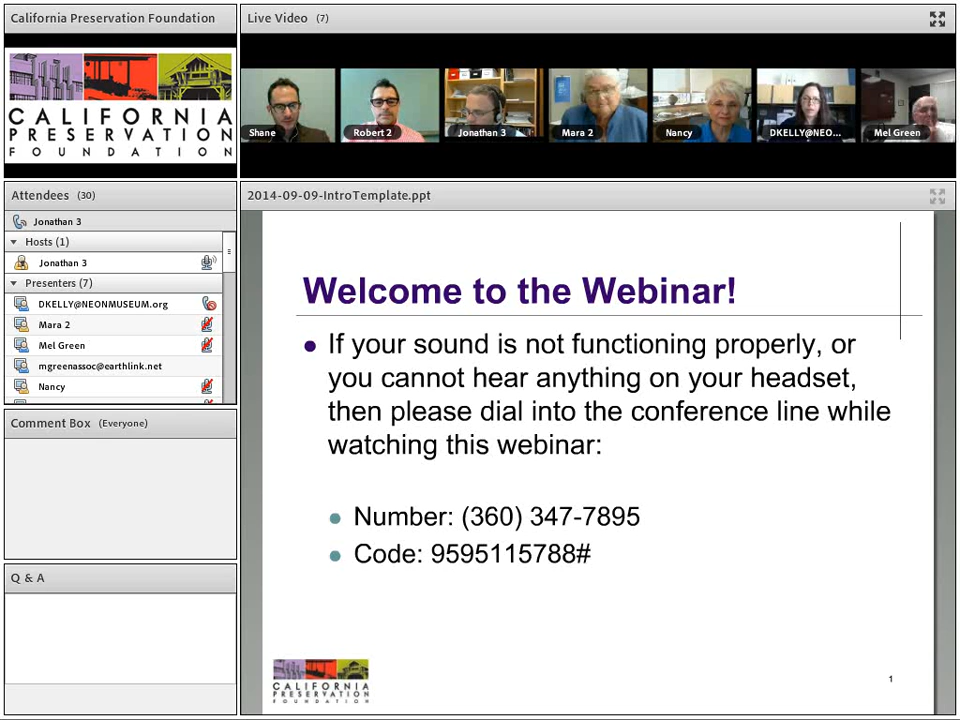 California Preservation Foundation
CALIFORNIA
PRESERVATION
FOUNDATION
Live Video (7)
Shane
Robert 2
Jonathan 3
Mara 2
Nancy
DKELLY@NEO...
Mel Green
Attendees (30)
Jonathan 3
Hosts (1)
Jonathan 3
Presenters (7)
DKELLY@NEONMUSEUM.org
Mara 2
Mel Green
mgreenassoc@earthlink.net
Nancy
Comment Box (Everyone)
Q & A
2014-09-09-IntroTemplate.ppt
Welcome to the Webinar!
If your sound is not functioning properly, or
you cannot hear anything on your headset,
then please dial into the conference line while
watching this webinar:
Number: (360) 347-7895
Code: 9595115788#
CALIFORNIA
PRESERVATION
FOUNDATION
1